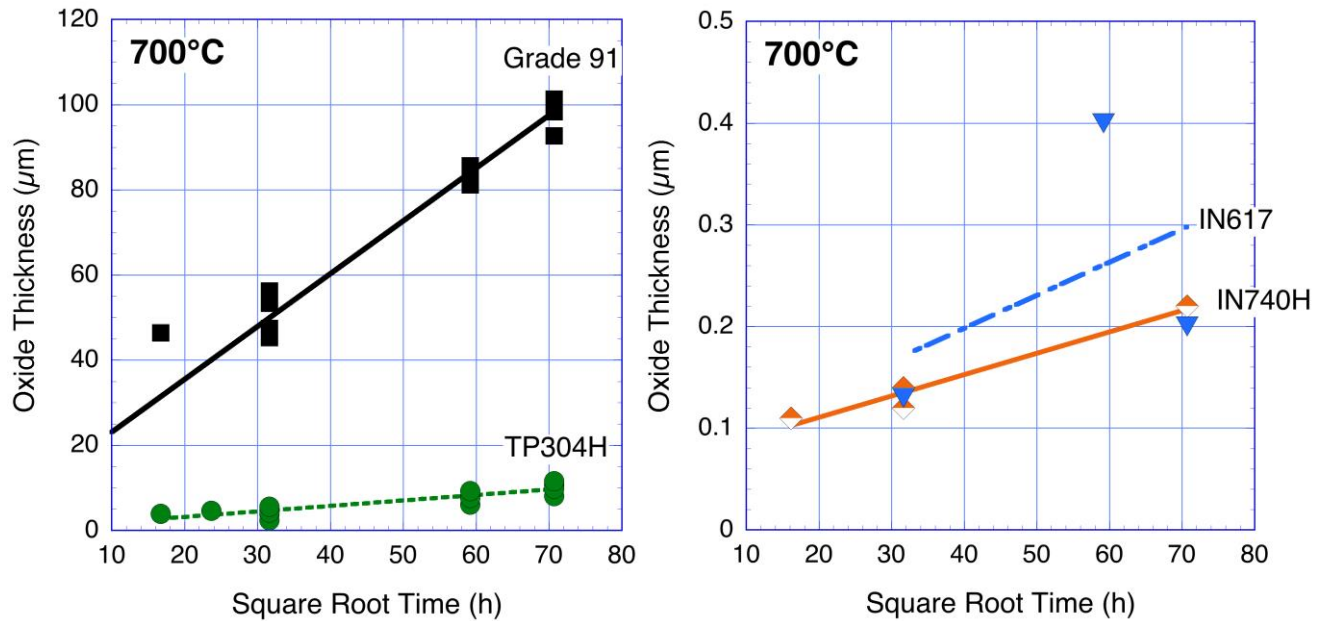 700°C
Grade 91
TP304H
120
100
80
60
40
20
0
10 20 30 40 50 60 70 80
Oxide Thickness (µm)
Square Root Time (h)
700°C
IN617
IN740H
0.5
0.4
0.3
0.2
0.1
0
10 20 30 40 50 60 70 80
Oxide Thickness (µm)
Square Root Time (h)